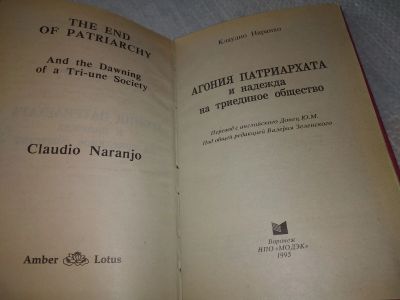 THE END
OF PATRIARCHY
And the Dawning
of a Tri-une Society
Claudio Naranjo
Amber Lotus
Клаудио Наранхо
АГОНИЯ ПАТРИАРХАТА
и надежда
на триединое общество
Перевод с английского Донец Ю.М.
Под общей редакцией Валерия Зеленского
Воронеж
НПО «МОДЭК»
1995